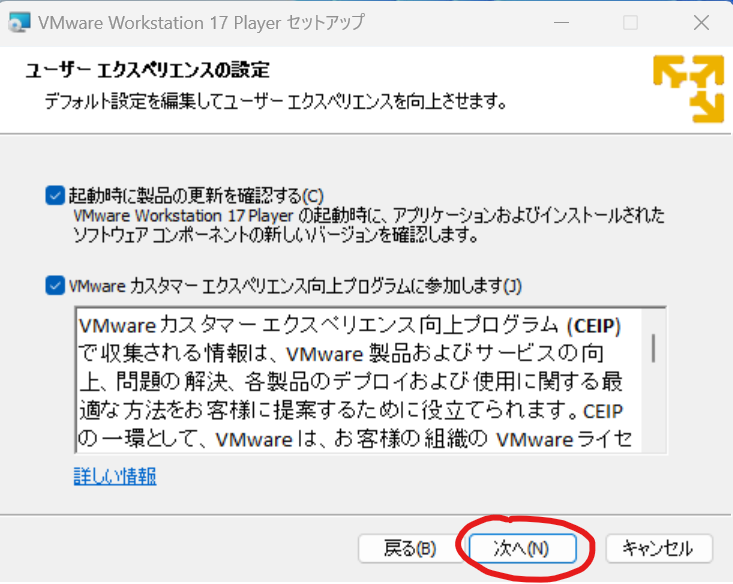 VMware Workstation 17 Player セットアップ
ユーザー エクスペリエンスの設定
デフォルト設定を編集してユーザー エクスペリエンスを向上させます。
起動時に製品の更新を確認する(C)
VMware Workstation 17 Player の起動時に、アプリケーションおよびインストールされた
ソフトウェア コンポーネントの新しいバージョンを確認します。
VMware カスタマー エクスペリエンス向上プログラムに参加します(J)
VMware カスタマー エクスペリエンス向上プログラム (CEIP)
で収集される情報は、VMware 製品およびサービスの向
上、問題の解決、各製品のデプロイおよび使用に関する最
適な方法をお客様に提案するために役立てられます。CEIP
の一環として、VMware は、お客様の組織の VMware ライセ
詳しい情報
戻る(B)
次へ(N)
キャンセル